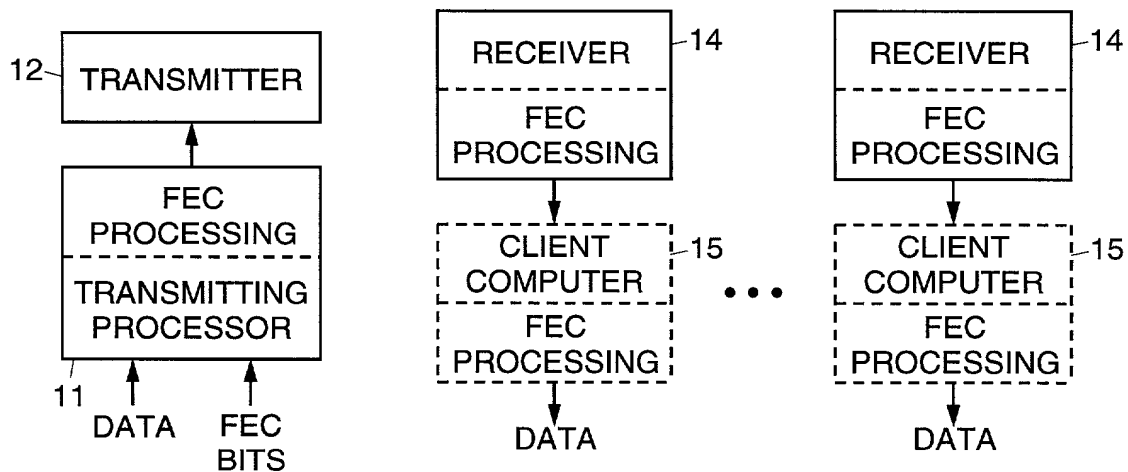 12
TRANSMITTER
FEC
PROCESSING
TRANSMITTING
PROCESSOR
11
DATA
FEC
BITS
RECEIVER
14
FEC
PROCESSING
CLIENT
COMPUTER
15
FEC
PROCESSING
DATA
RECEIVER
14
FEC
PROCESSING
CLIENT
COMPUTER
15
FEC
PROCESSING
DATA